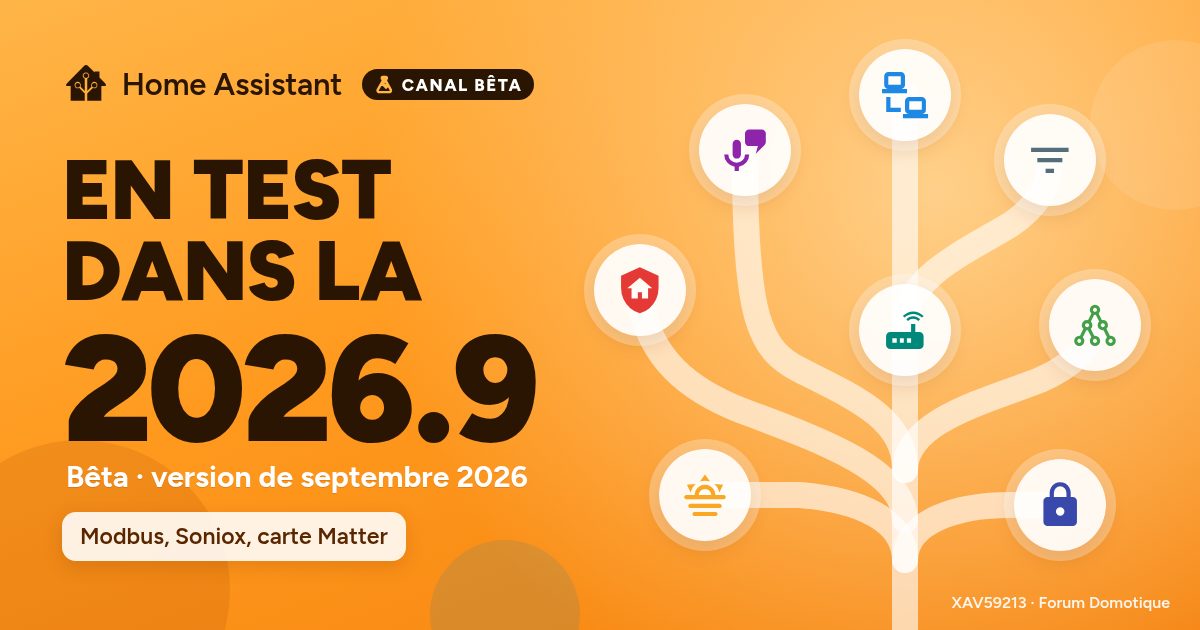 Home Assistant
CANAL BÊTA
EN TEST
DANS LA
2026.9
Bêta · version de septembre 2026
Modbus, Soniox, carte Matter
XAV59213 · Forum Domotique